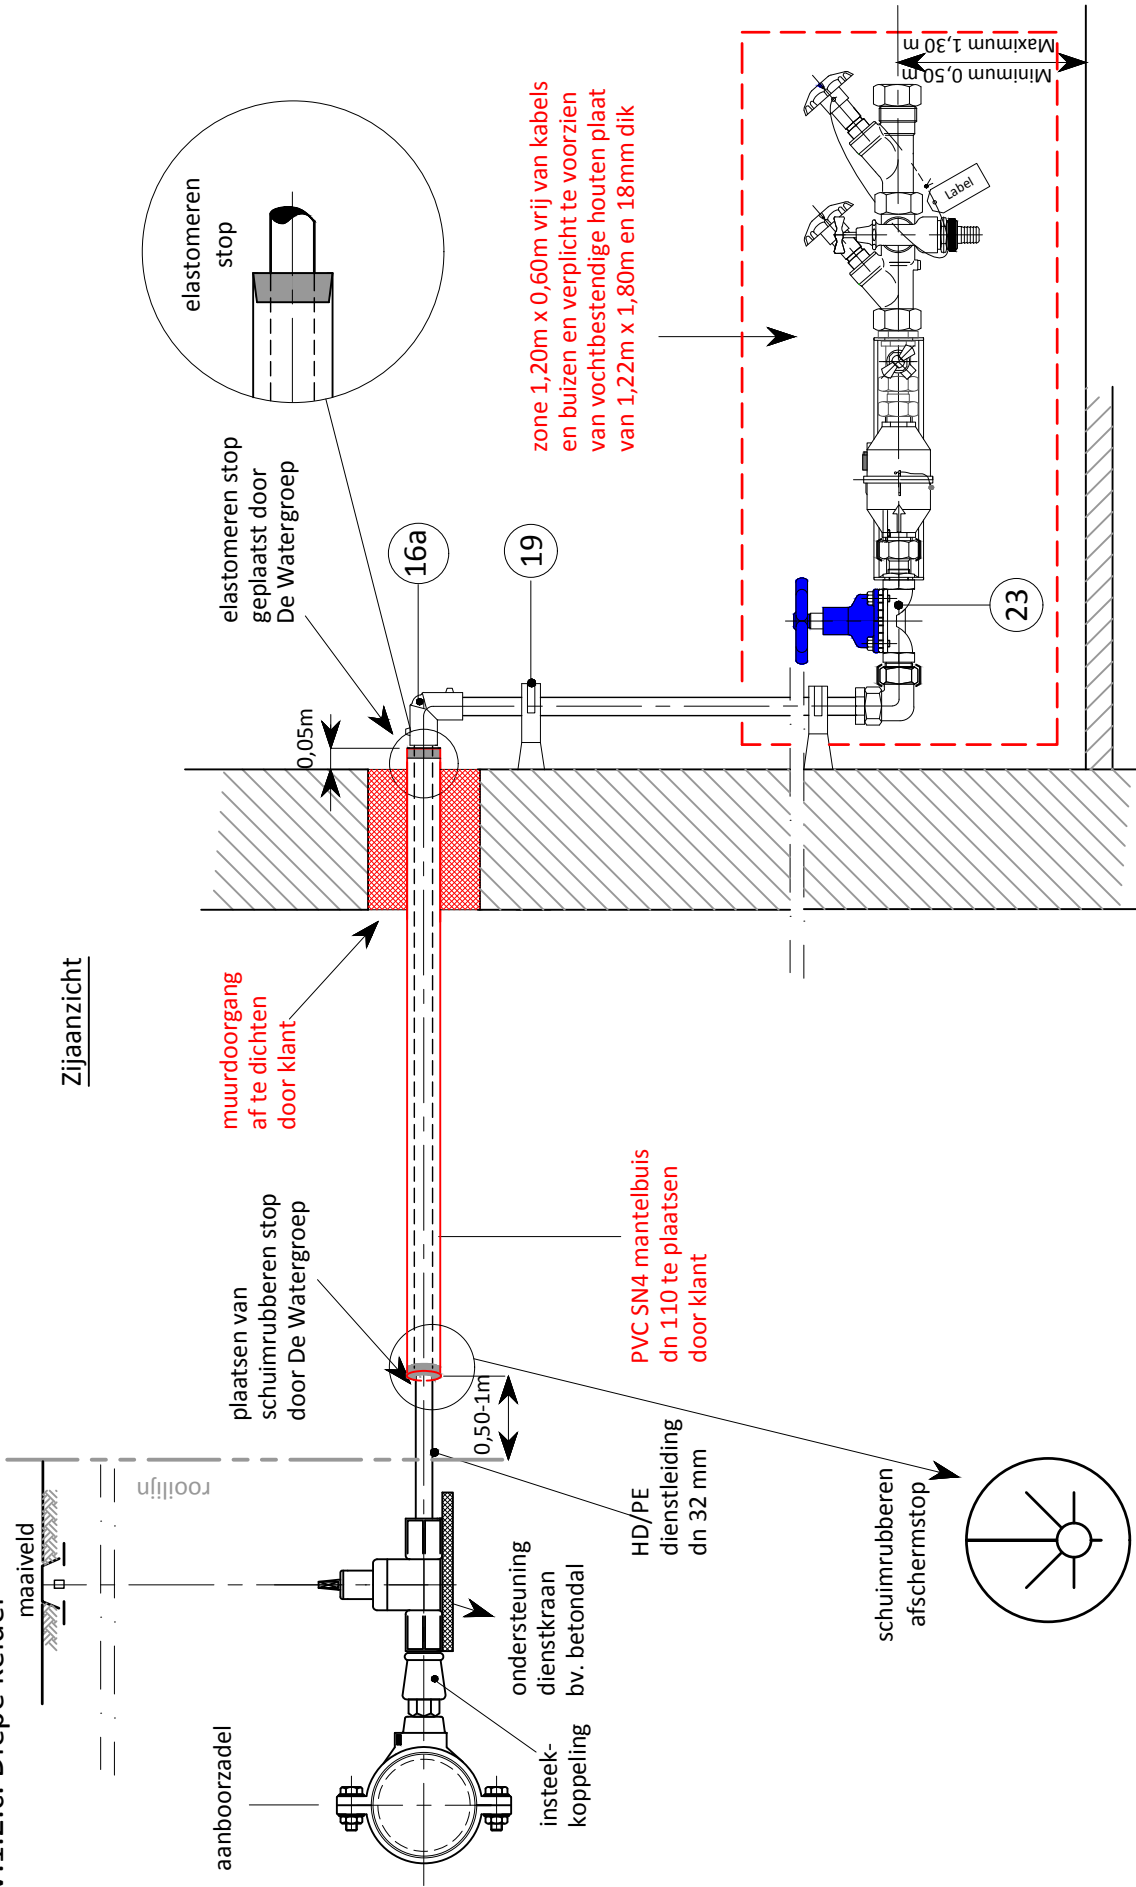 Diepe kelder
Zijaanzicht
maaiveld
rooilijn
aanboorzadel
insteek-
koppeling
ondersteuning
dienstkraan
bv. betondal
plaatsen van
schuimrubberen stop
door De Watergroep
0,50-1m
HD/PE
dienstleiding
dn 32 mm
schuimrubberen
afschermstop
PVC SN4 mantelbuis
dn 110 te plaatsen
door klant
muurdoorgang
af te dichten
door klant
0,05m
elastomeren stop
geplaatst door
De Watergroep
elastomeren
stop
16a
19
23
zone 1,20m x 0,60m vrij van kabels
en buizen en verplicht te voorzien
van vochtbestendige houten plaat
van 1,22m x 1,80m en 18mm dik
Label
Minimum 0,50 m
Maximum 1,30 m